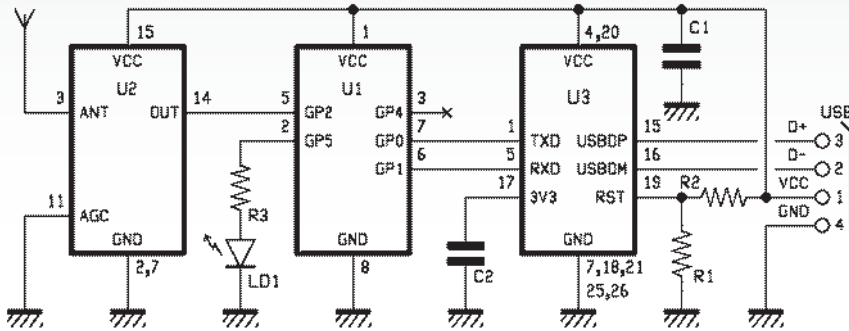 15 1 4,20 C1
VCC VCC VCC
U2 U1 U3
3 ANT OUT 14 5 GP2 GP4 3
2 GP5 GP0 7 1 TXD USBDP 15 D+ 3
GP1 6 5 RXD USBDM 16 D- 2
17 3V3 RST 19 R2 VCC 1
11 AGC R3 GND 4
GND GND GND
2,7 LD1 8 C2 7,18,21 R1
25,26
USB